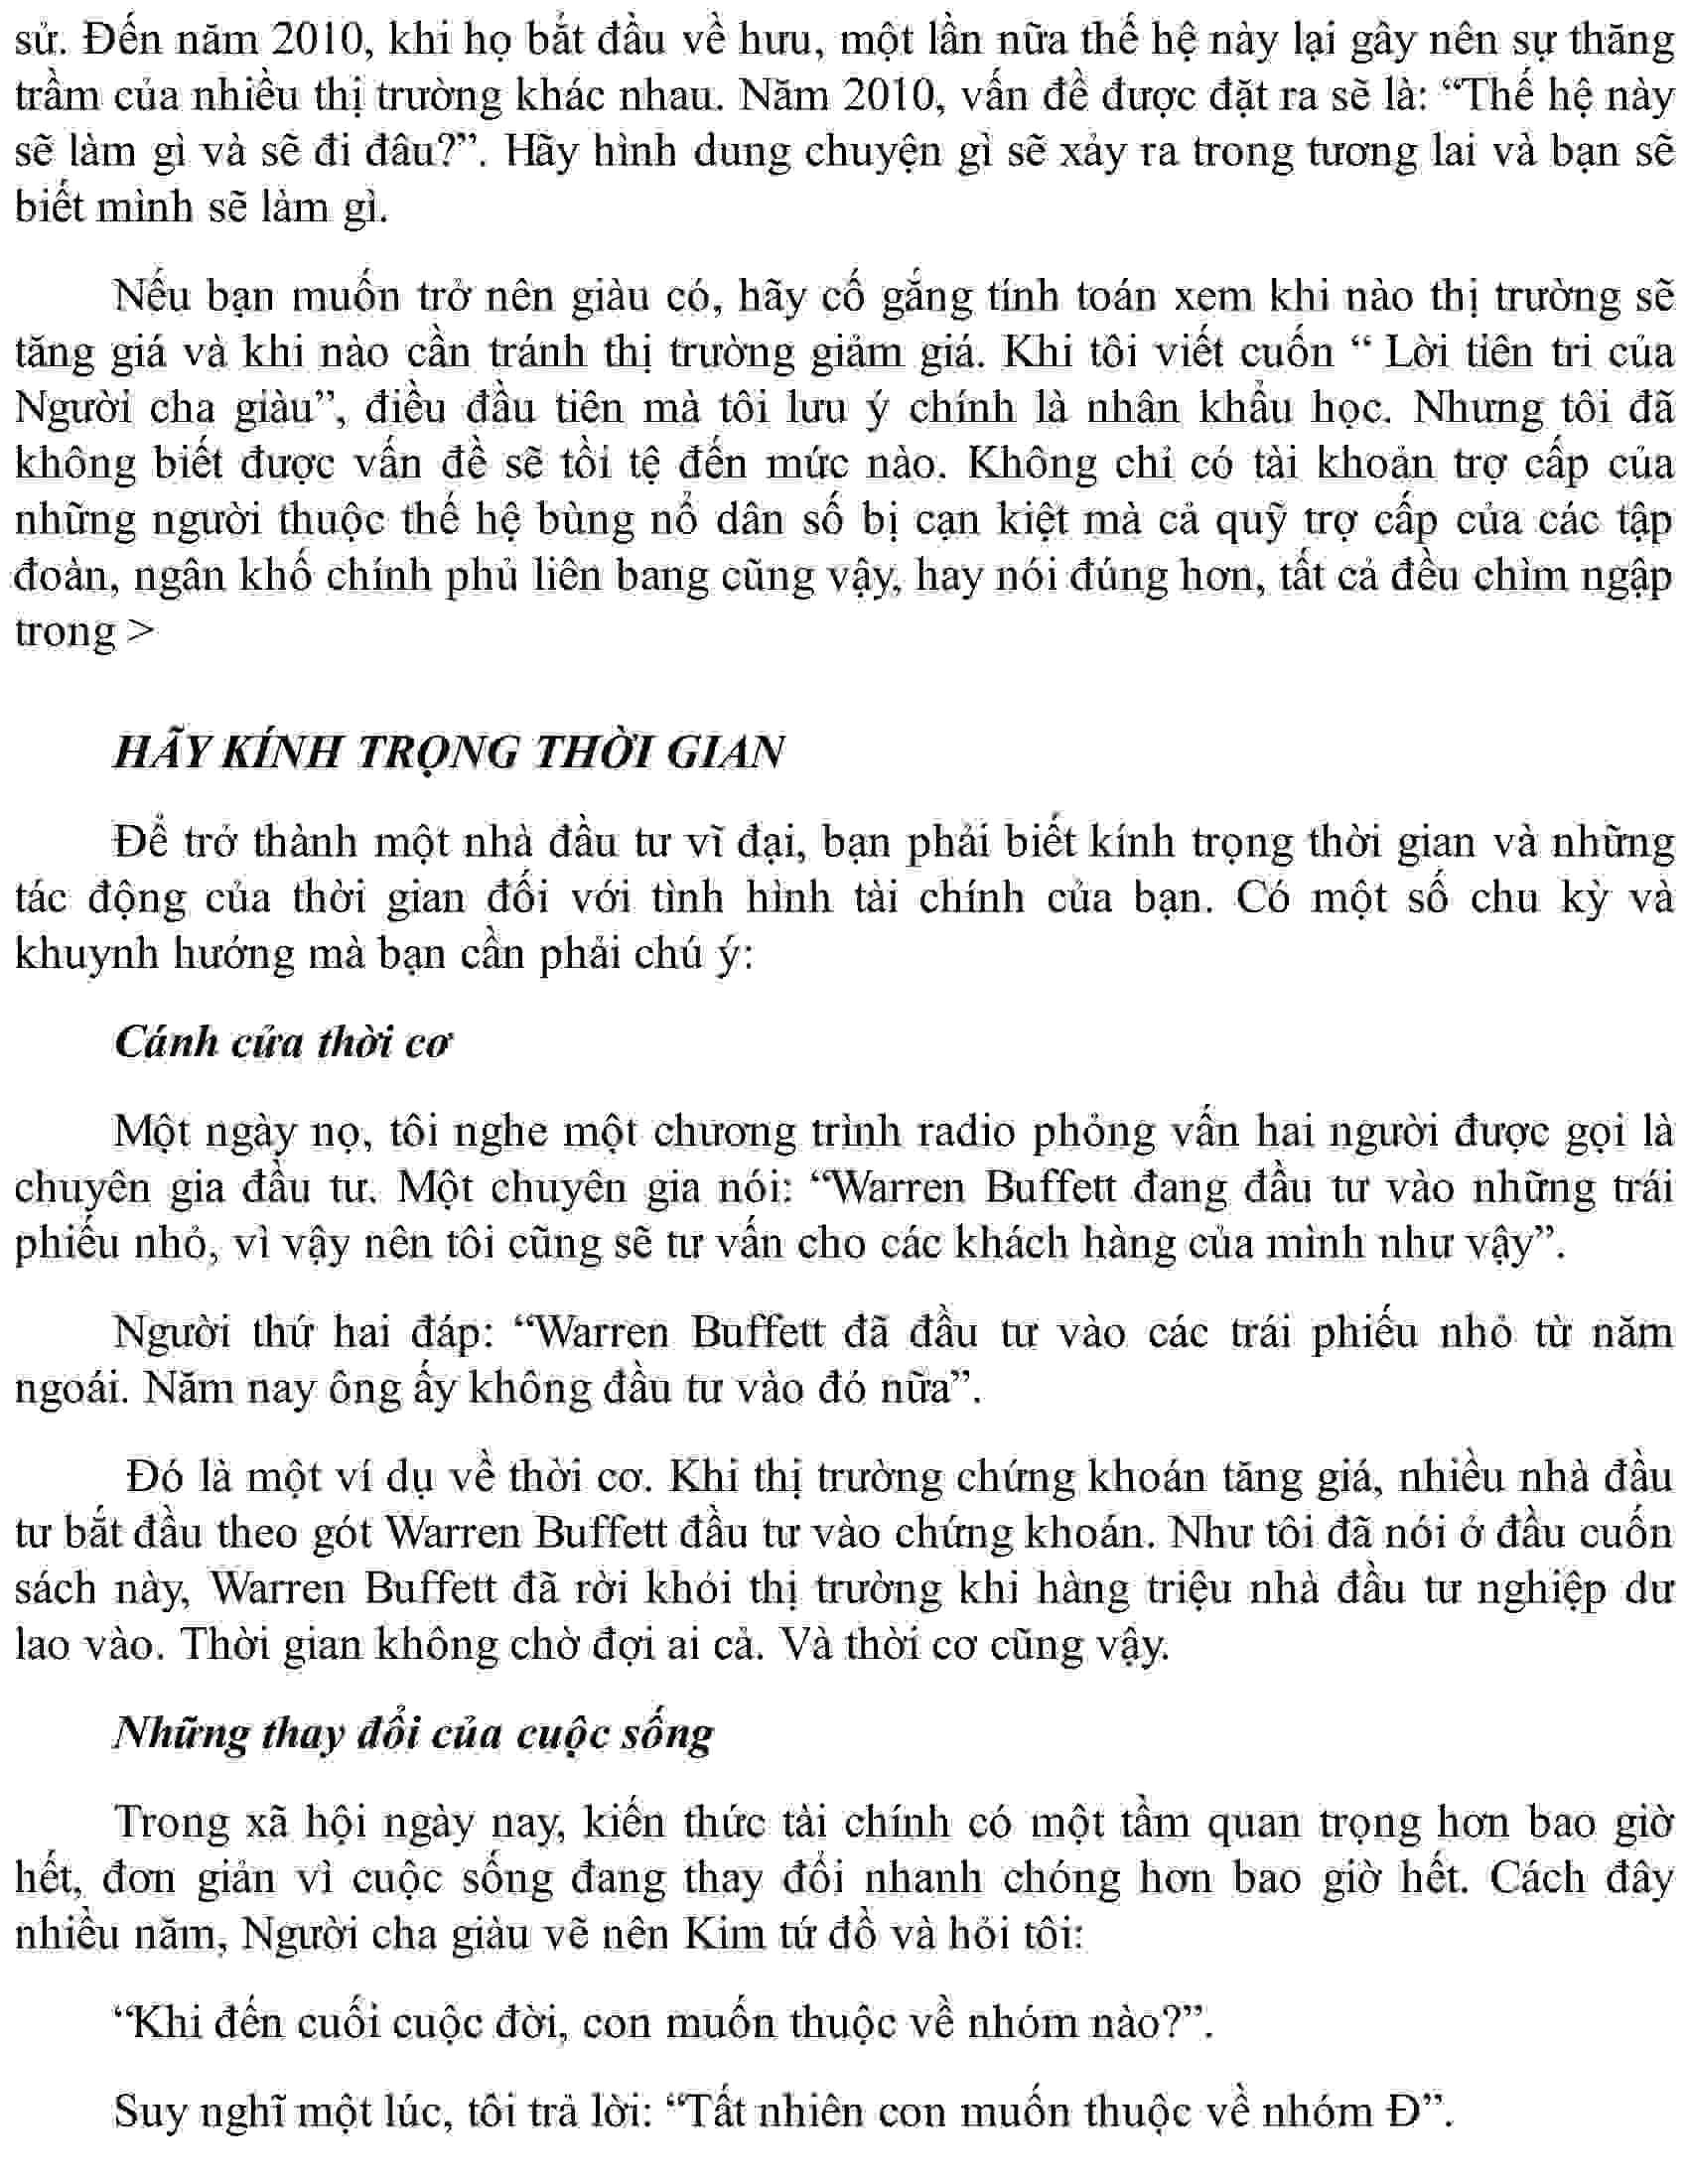 sử. Đến năm 2010, khi họ bắt đầu về hưu, một lần nữa thế hệ này lại gây nên sự thăng
trầm của nhiều thị trường khác nhau. Năm 2010, vấn đề được đặt ra sẽ là: “Thế hệ này
sẽ làm gì và sẽ đi đâu?”. Hãy hình dung chuyện gì sẽ xảy ra trong tương lai và bạn sẽ
biết mình sẽ làm gì.
Nếu bạn muốn trở nên giàu có, hãy cố gắng tính toán xem khi nào thị trường sẽ
tăng giá và khi nào cần tránh thị trường giảm giá. Khi tôi viết cuốn “ Lời tiên tri của
Người cha giàu”, điều đầu tiên mà tôi lưu ý chính là nhân khẩu học. Nhưng tôi đã
không biết được vấn đề sẽ tồi tệ đến mức nào. Không chỉ có tài khoản trợ cấp của
những người thuộc thế hệ bùng nổ dân số bị cạn kiệt mà cả quỹ trợ cấp của các tập
đoàn, ngân khố chính phủ liên bang cũng vậy, hay nói đúng hơn, tất cả đều chìm ngập
trong >
HÃY KÍNH TRỌNG THỜI GIAN
Để trở thành một nhà đầu tư vĩ đại, bạn phải biết kính trọng thời gian và những
tác động của thời gian đối với tình hình tài chính của bạn. Có một số chu kỳ và
khuynh hướng mà bạn cần phải chú ý:
Cánh cửa thời cơ
Một ngày nọ, tôi nghe một chương trình radio phỏng vấn hai người được gọi là
chuyên gia đầu tư. Một chuyên gia nói: “Warren Buffett đang đầu tư vào những trái
phiếu nhỏ, vì vậy nên tôi cũng sẽ tư vấn cho các khách hàng của mình như vậy”.
Người thứ hai đáp: “Warren Buffett đã đầu tư vào các trái phiếu nhỏ từ năm
ngoái. Năm nay ông ấy không đầu tư vào đó nữa”.
Đó là một ví dụ về thời cơ. Khi thị trường chứng khoán tăng giá, nhiều nhà đầu
tư bắt đầu theo gót Warren Buffett đầu tư vào chứng khoán. Như tôi đã nói ở đầu cuốn
sách này, Warren Buffett đã rời khỏi thị trường khi hàng triệu nhà đầu tư nghiệp dư
lao vào. Thời gian không chờ đợi ai cả. Và thời cơ cũng vậy.
Những thay đổi của cuộc sống
Trong xã hội ngày nay, kiến thức tài chính có một tầm quan trọng hơn bao giờ
hết, đơn giản vì cuộc sống đang thay đổi nhanh chóng hơn bao giờ hết. Cách đây
nhiều năm, Người cha giàu vẽ nên Kim tứ đồ và hỏi tôi:
“Khi đến cuối cuộc đời, con muốn thuộc về nhóm nào?”.
Suy nghĩ một lúc, tôi trả lời: “Tất nhiên con muốn thuộc về nhóm Đ”.